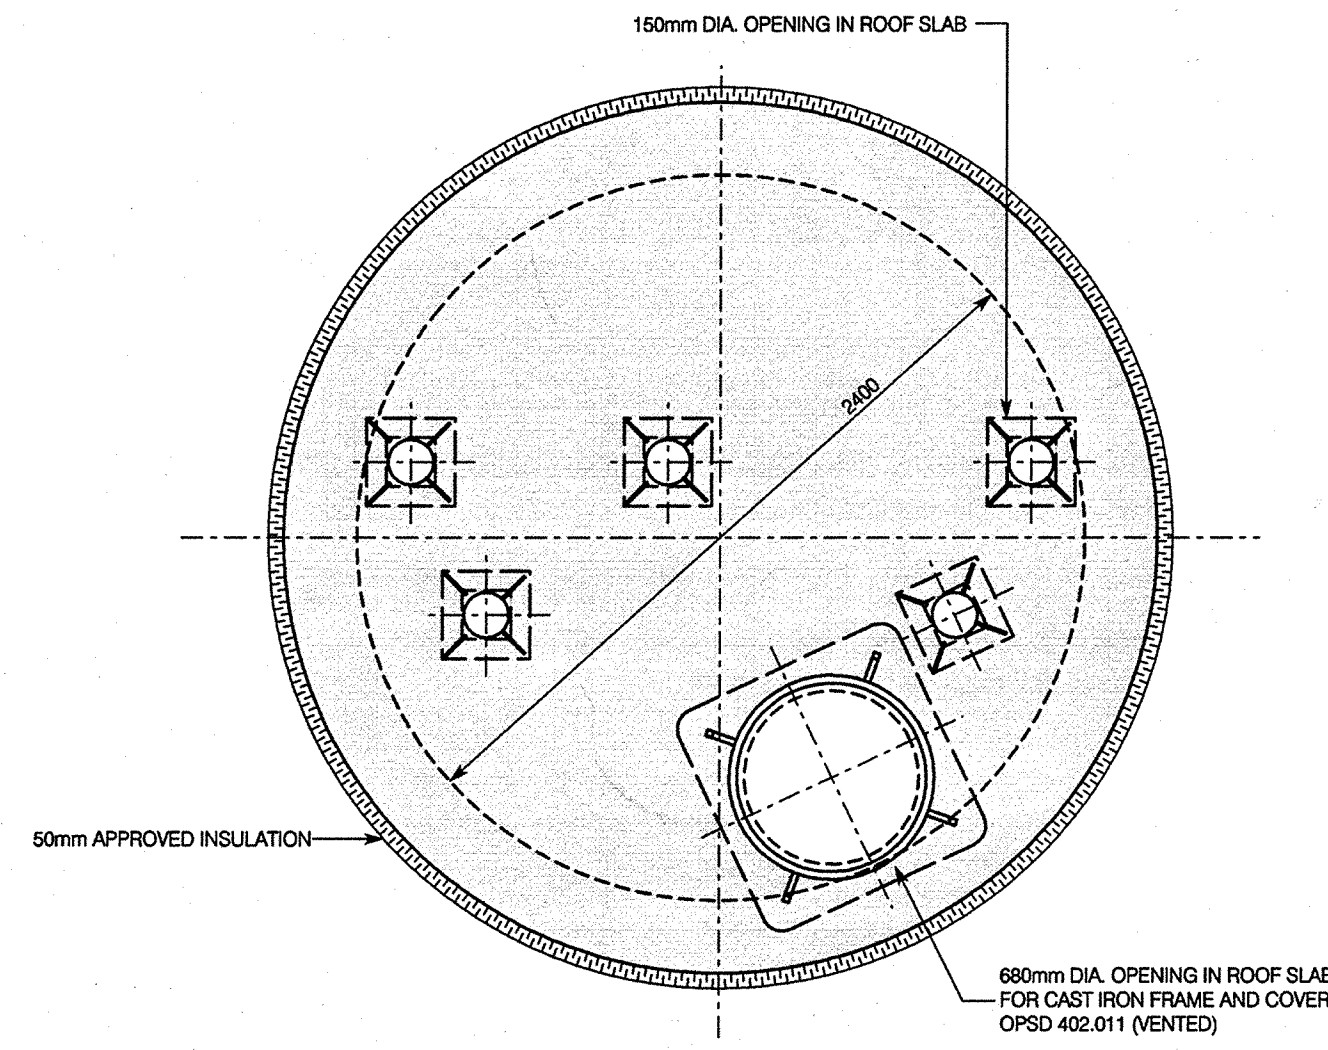 150mm DIA. OPENING IN ROOF SLAB
2400
50mm APPROVED INSULATION
680mm DIA. OPENING IN ROOF SLAB
FOR CAST IRON FRAME AND COVER
OPSD 402.011 (VENTED)